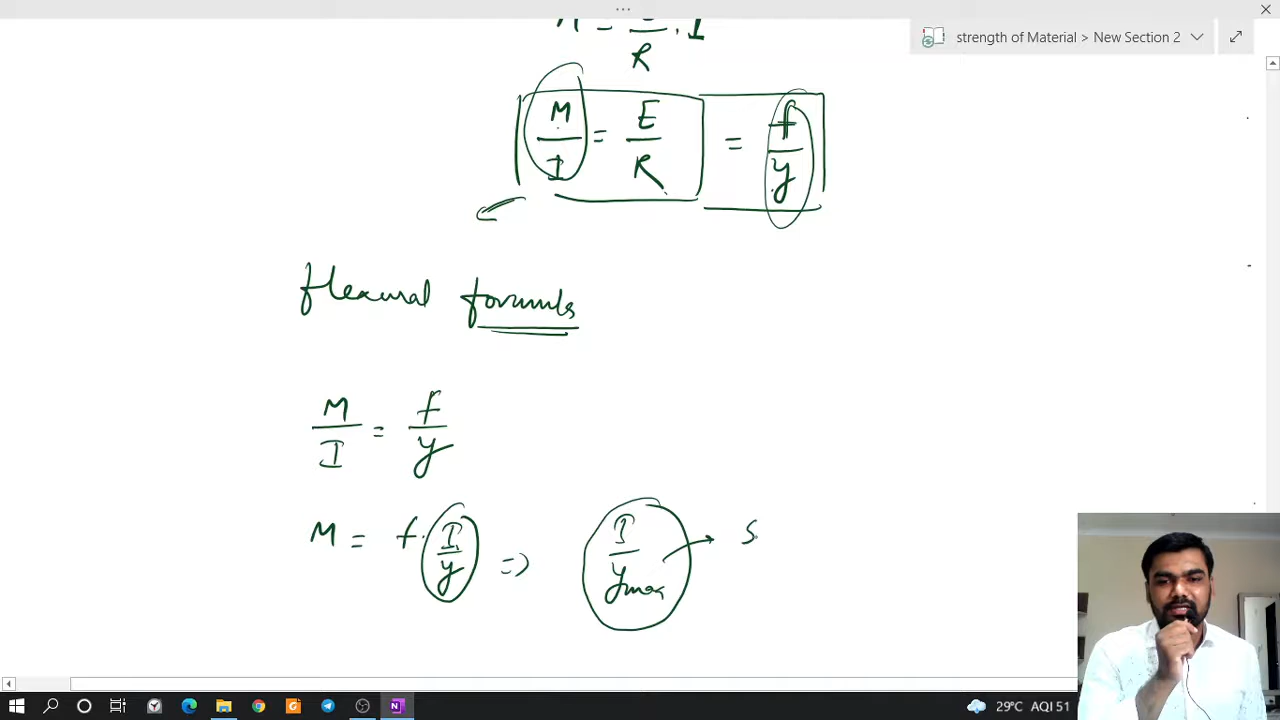 strength of Material > New Section 2
E
R . I
M/I = E/R = f/y
flexural formula
M/I = f/y
M = f. I/y => I/ymax → S
29°C AQI 51